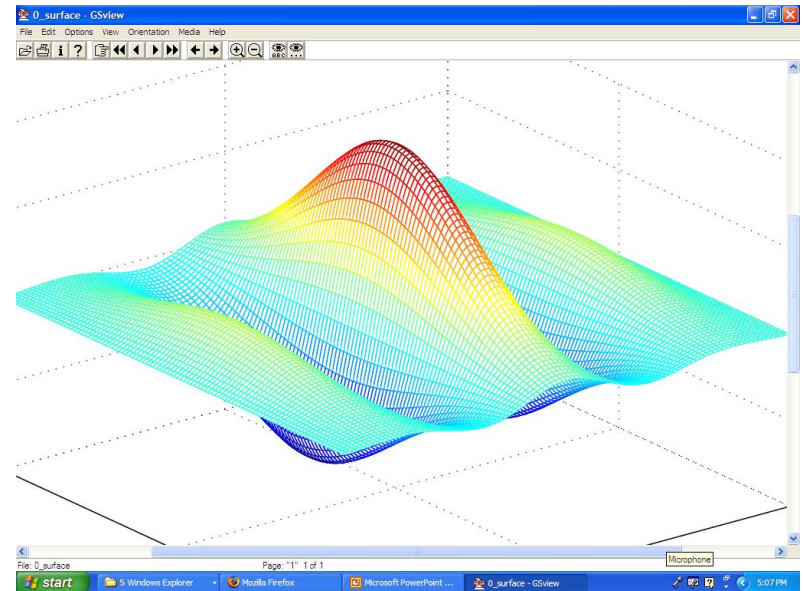 0_surface - GSview
File Edit Options View Orientation Media Help
File: 0_surface Page: "1" 1 of 1
Microphone
start 5 Windows Explorer Mozilla Firefox Microsoft PowerPoint ... 0_surface - GSview 5:07 PM